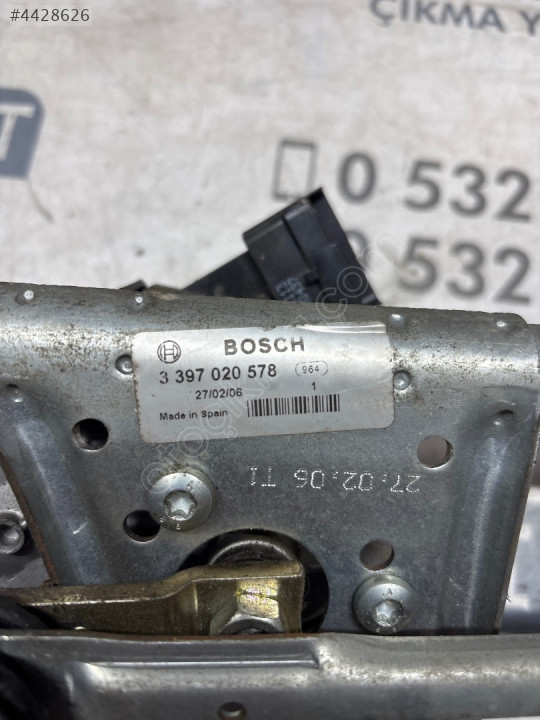 #4428626
ÇIKMA Y
T
0 532
0 532
BOSCH
3 397 020 578 964
27/02/06 1
Made in Spain
27.02.06 T1